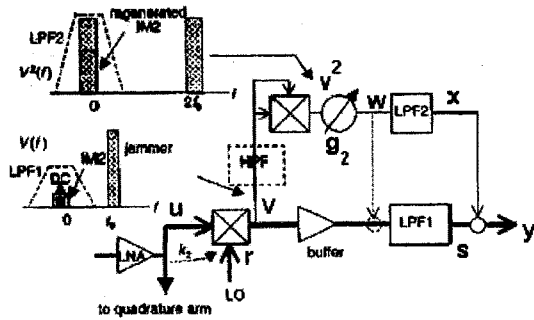 regenerated
LPF2
IM2
V²(f)
0
2fⱼ
f
V²
g₂
w
LPF2
x
V(f)
jammer
LPF1
DC
IM2
0
f
HPF
u
V
k₂
r
LNA
LO
buffer
LPF1
s
y
to quadrature arm